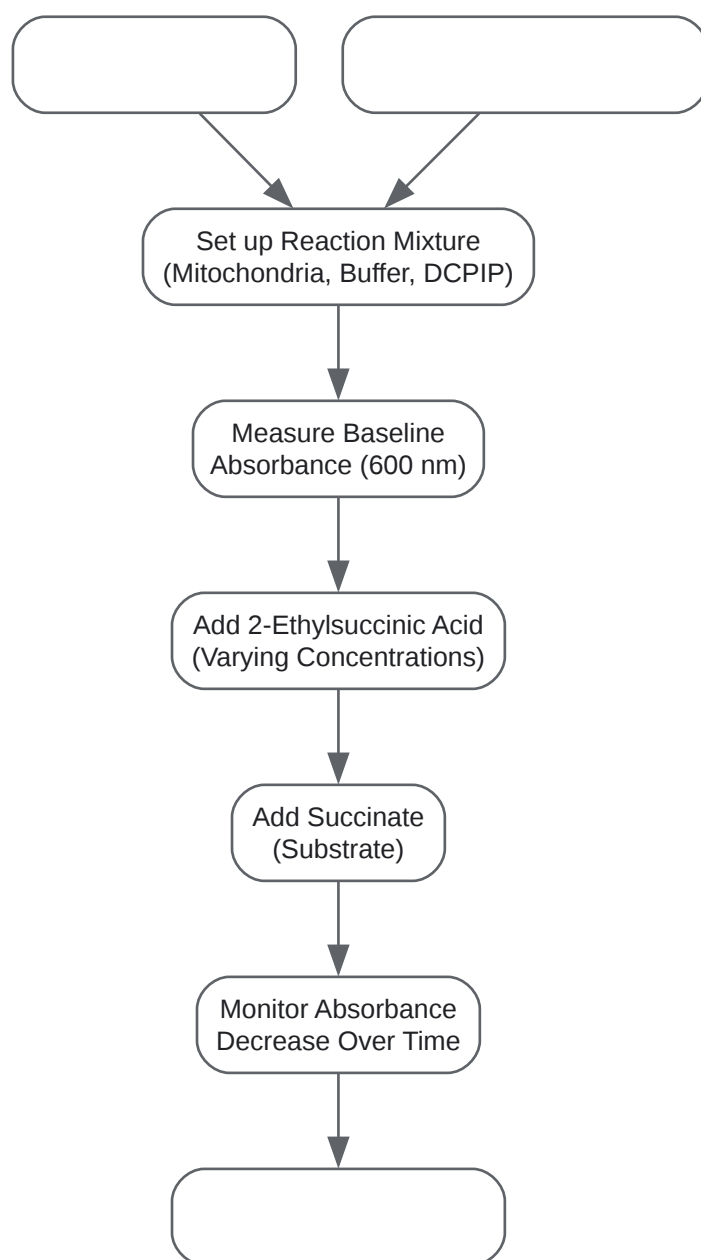 Set up Reaction Mixture
(Mitochondria, Buffer, DCPIP)
Measure Baseline
Absorbance (600 nm)
Add 2-Ethylsuccinic Acid
(Varying Concentrations)
Add Succinate
(Substrate)
Monitor Absorbance
Decrease Over Time